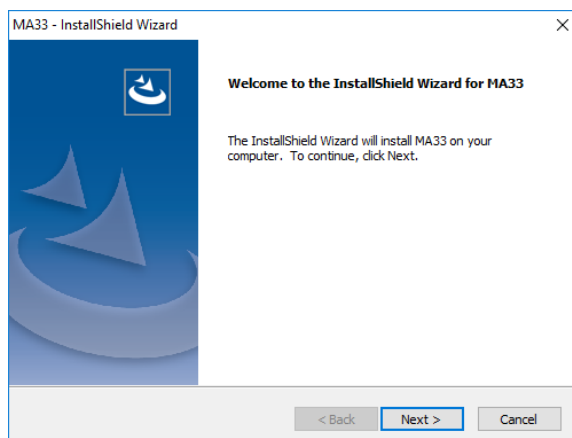 MA33 - InstallShield Wizard
Welcome to the InstallShield Wizard for MA33
The InstallShield Wizard will install MA33 on your
computer. To continue, click Next.
< Back
Next >
Cancel